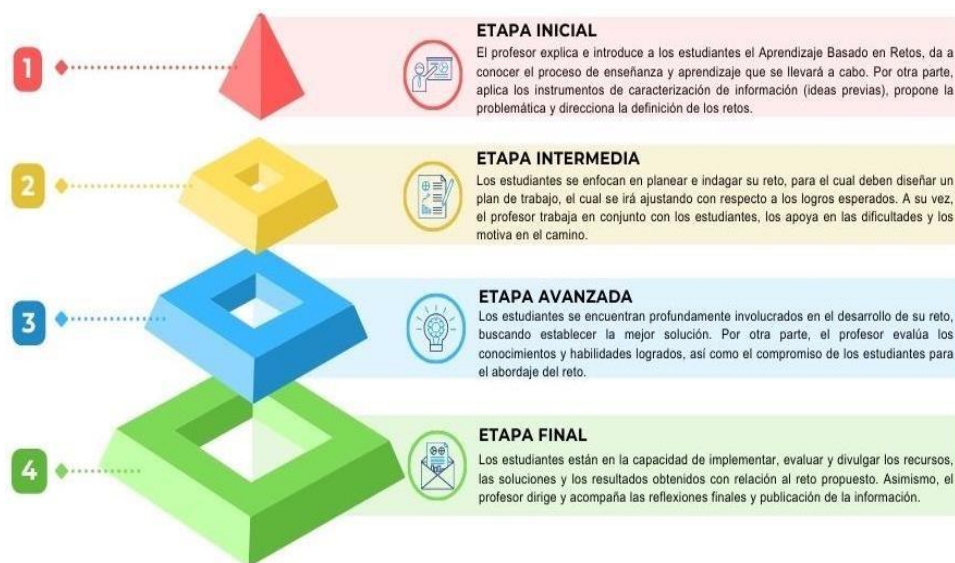 1
ETAPA INICIAL
El profesor explica e introduce a los estudiantes el Aprendizaje Basado en Retos, da a
conocer el proceso de enseñanza y aprendizaje que se llevará a cabo. Por otra parte,
aplica los instrumentos de caracterización de información (ideas previas), propone la
problemática y direcciona la definición de los retos.
2
ETAPA INTERMEDIA
Los estudiantes se enfocan en planear e indagar su reto, para el cual deben diseñar un
plan de trabajo, el cual se irá ajustando con respecto a los logros esperados. A su vez,
el profesor trabaja en conjunto con los estudiantes, los apoya en las dificultades y los
motiva en el camino.
3
ETAPA AVANZADA
Los estudiantes se encuentran profundamente involucrados en el desarrollo de su reto,
buscando establecer la mejor solución. Por otra parte, el profesor evalúa los
conocimientos y habilidades logrados, así como el compromiso de los estudiantes para
el abordaje del reto.
4
ETAPA FINAL
Los estudiantes están en la capacidad de implementar, evaluar y divulgar los recursos,
las soluciones y los resultados obtenidos con relación al reto propuesto. Asimismo, el
profesor dirige y acompaña las reflexiones finales y publicación de la información.